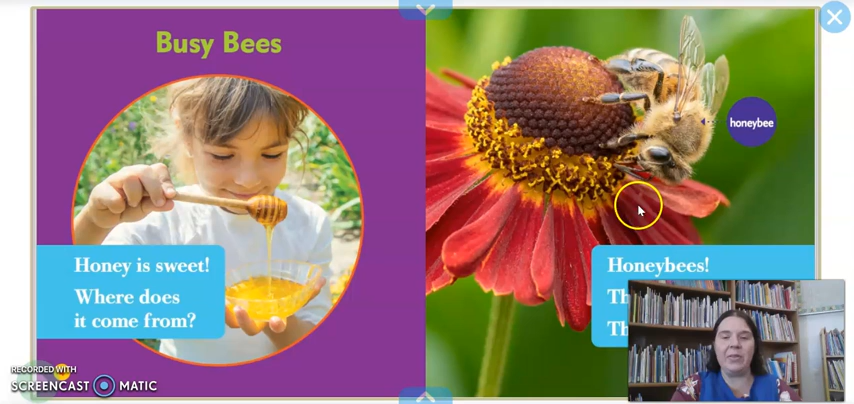 Busy Bees
Honey is sweet!
Where does
it come from?
honeybee
Honeybees!
RECORDED WITH
SCREENCAST MATIC